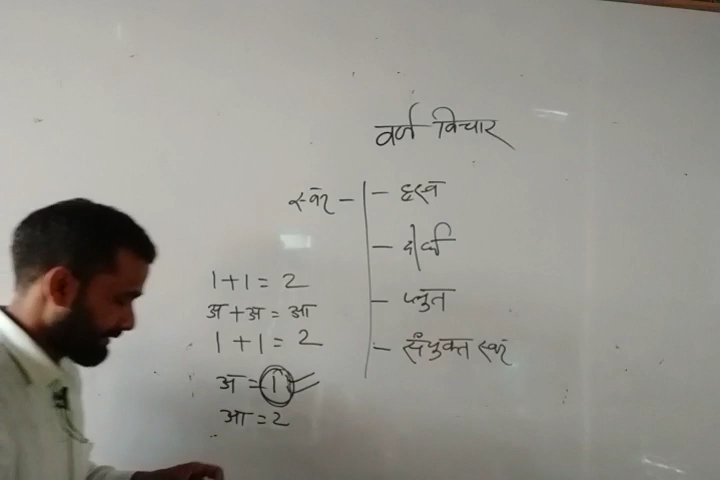 वर्ण विचार
स्वर – – ह्रस्व
– दीर्घ
– प्लुत
– संयुक्त स्वर
1 + 1 = 2
अ + अ = आ
1 + 1 = 2
अ = 1
आ = 2